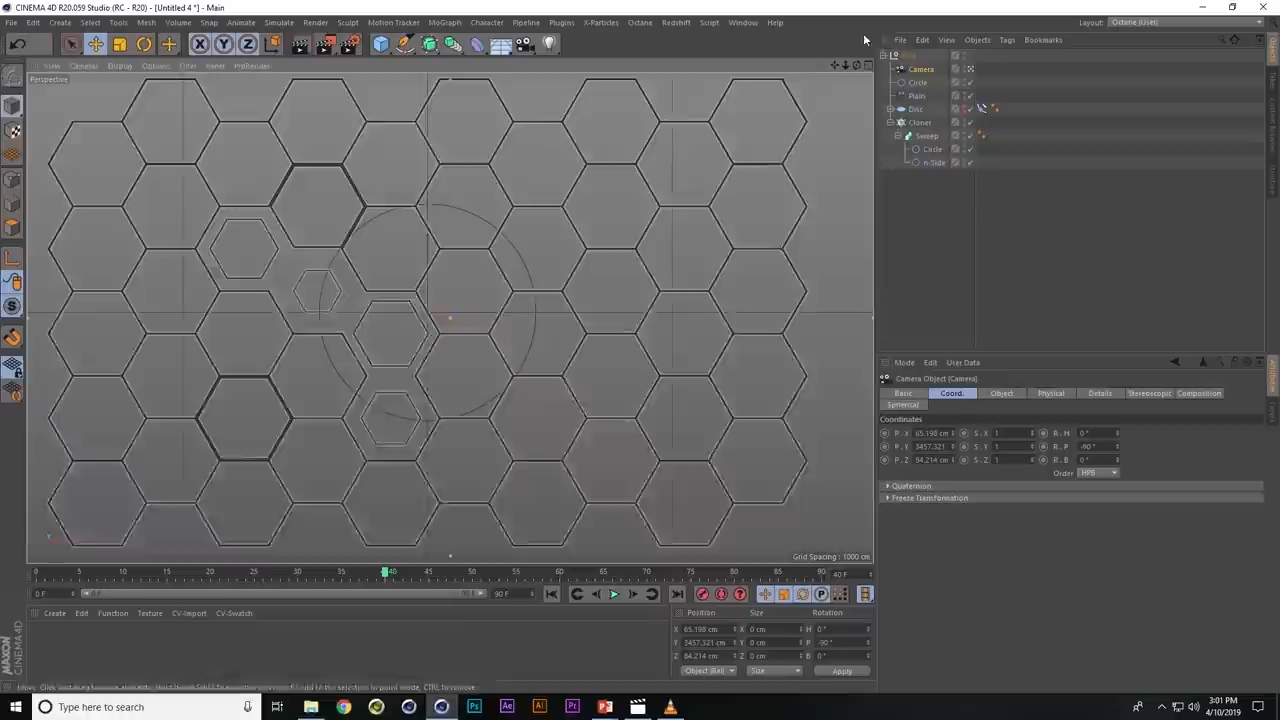 CINEMA 4D R20.059 Studio (RC - R20) - [Untitled 4 *] - Main
File Edit Create Select Tools Mesh Volume Snap Animate Simulate Render Sculpt Motion Tracker MoGraph Character Pipeline Plugins X-Particles Octane Redshift Script Window Help
Layout: Octane (User)
File Edit View Objects Tags Bookmarks
View Cameras Display Options Filter Panel ProRender
Perspective
Camera
Circle
Plain
Disc
Cloner
Sweep
Circle
n-Side
Mode Edit User Data
Camera Object [Camera]
Basic Coord. Object Physical Details Stereoscopic Composition
Spherical
Coordinates
P . X 65.198 cm S . X 1 R . H 0 °
P . Y 3457.321 S . Y 1 R . P -90 °
P . Z 84.214 cm S . Z 1 R . B 0 °
Order HPB
Quaternion
Freeze Transformation
Grid Spacing : 1000 cm
0 5 10 15 20 25 30 35 40 45 50 55 60 65 70 75 80 85 90 40 F
0 F 90 F
Create Edit Function Texture CV-Import CV-Swatch
Position Size Rotation
X 65.198 cm X 0 cm H 0 °
Y 3457.321 cm Y 0 cm P -90 °
Z 84.214 cm Z 0 cm B 0 °
Object (Rel) Size Apply
MAXON CINEMA 4D
Type here to search
3:01 PM
4/10/2019